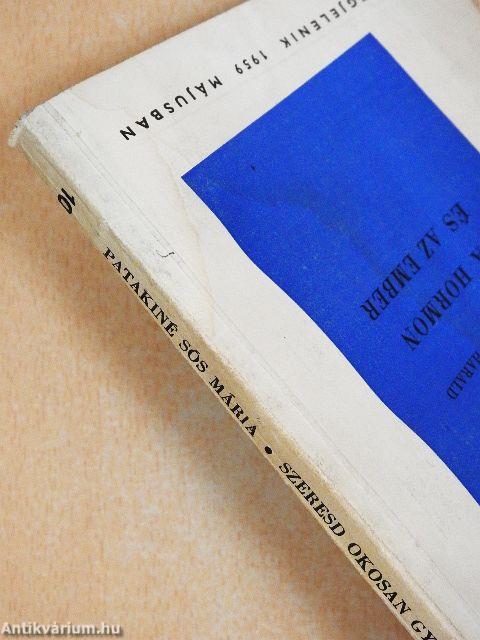 GJELENIK 1959 MÁJUSBAN
HARALD
A HORMON
ÉS AZ EMBER
10 PATAKINÉ SÓS MÁRIA • SZERESD OKOSAN GY
Antikvárium.hu